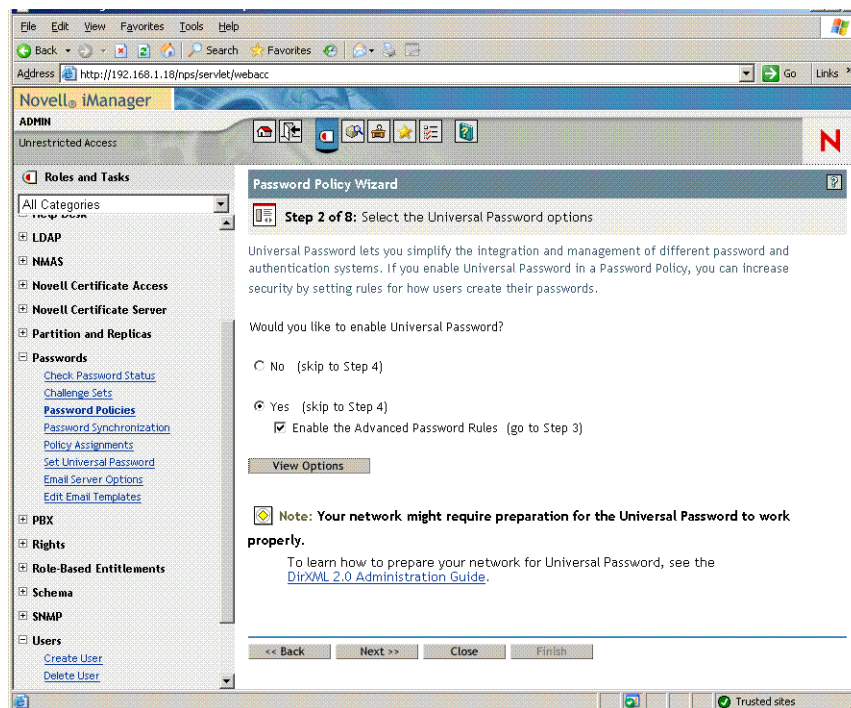 File Edit View Favorites Tools Help
Back Search Favorites
Address http://192.168.1.18/nps/servlet/webacc Go Links
Novell® iManager
ADMIN
Unrestricted Access
N
Roles and Tasks
All Categories
Help Desk
LDAP
NMAS
Novell Certificate Access
Novell Certificate Server
Partition and Replicas
Passwords
Check Password Status
Challenge Sets
Password Policies
Password Synchronization
Policy Assignments
Set Universal Password
Email Server Options
Edit Email Templates
PBX
Rights
Role-Based Entitlements
Schema
SNMP
Users
Create User
Delete User
Password Policy Wizard ?
Step 2 of 8: Select the Universal Password options
Universal Password lets you simplify the integration and management of different password and
authentication systems. If you enable Universal Password in a Password Policy, you can increase
security by setting rules for how users create their passwords.
Would you like to enable Universal Password?
No (skip to Step 4)
Yes (skip to Step 4)
Enable the Advanced Password Rules (go to Step 3)
View Options
Note: Your network might require preparation for the Universal Password to work
properly.
To learn how to prepare your network for Universal Password, see the
DirXML 2.0 Administration Guide.
<< Back Next >> Close Finish
Trusted sites